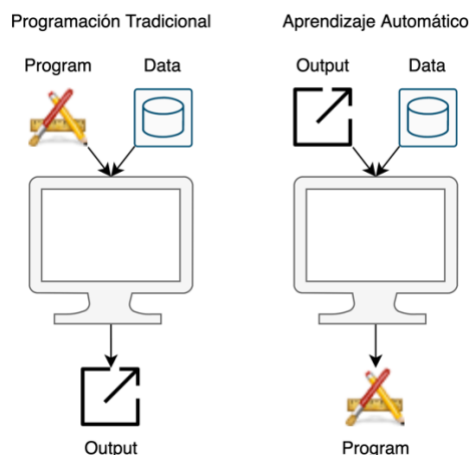 Programación Tradicional
Program
Data
Output
Aprendizaje Automático
Output
Data
Program